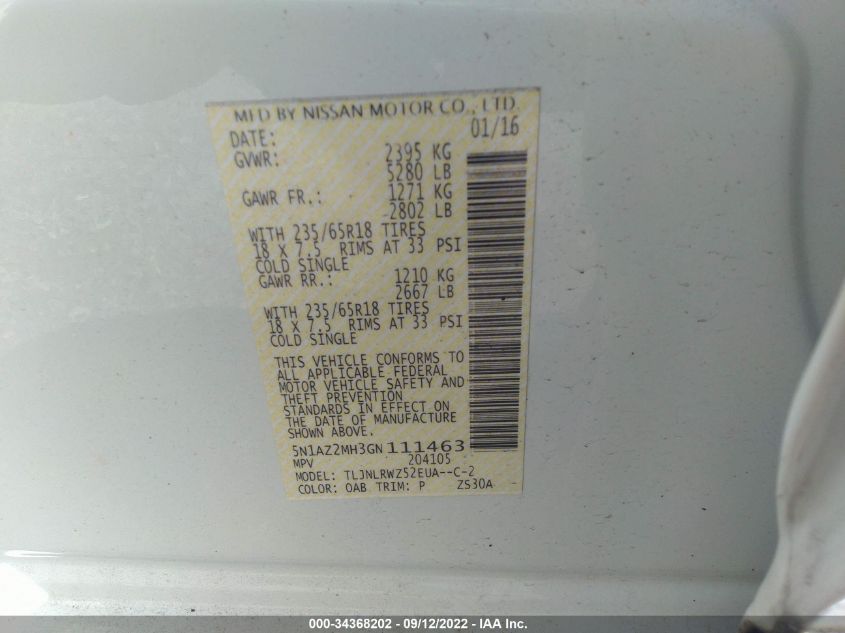 MFD BY NISSAN MOTOR CO., LTD.
DATE: 01/16
GVWR: 2395 KG
5280 LB
GAWR FR.: 1271 KG
2802 LB
WITH 235/65R18 TIRES
18 X 7.5 RIMS AT 33 PSI
COLD SINGLE
GAWR RR.: 1210 KG
2667 LB
WITH 235/65R18 TIRES
18 X 7.5 RIMS AT 33 PSI
COLD SINGLE
THIS VEHICLE CONFORMS TO
ALL APPLICABLE FEDERAL
MOTOR VEHICLE SAFETY AND
THEFT PREVENTION
STANDARDS IN EFFECT ON
THE DATE OF MANUFACTURE
SHOWN ABOVE.
5N1AZ2MH3GN111463
MPV 204105
MODEL: TLJNLRWZ52EUA--C-2
COLOR: OAB TRIM: P ZS30A
000-34368202 - 09/12/2022 - IAA Inc.